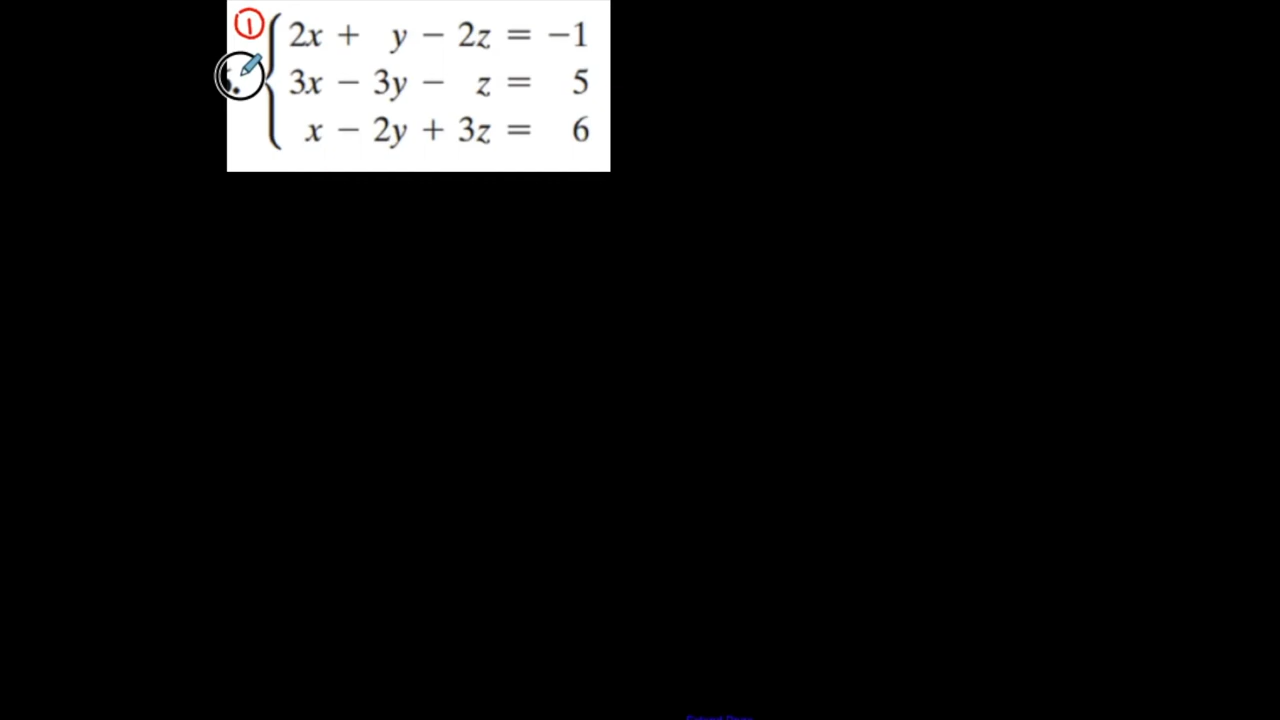 ①
2x + y − 2z = −1
3x − 3y − z = 5
x − 2y + 3z = 6